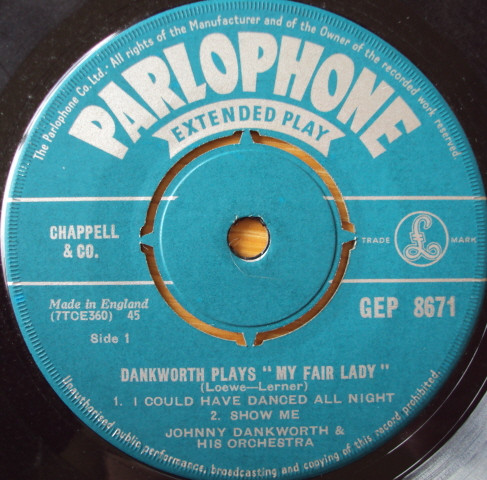 ...The Parlophone Co. Ltd. All rights of the Manufacturer and of the Owner of the recorded work reserved.
PARLOPHONE
EXTENDED PLAY
CHAPPELL
& CO.
TRADE £ MARK
Made in England
(7TCE360) 45
GEP 8671
Side 1
DANKWORTH PLAYS "MY FAIR LADY"
(Loewe—Lerner)
1. I COULD HAVE DANCED ALL NIGHT
2. SHOW ME
JOHNNY DANKWORTH &
HIS ORCHESTRA
Unauthorised public performance, broadcasting and copying of this record prohibited.